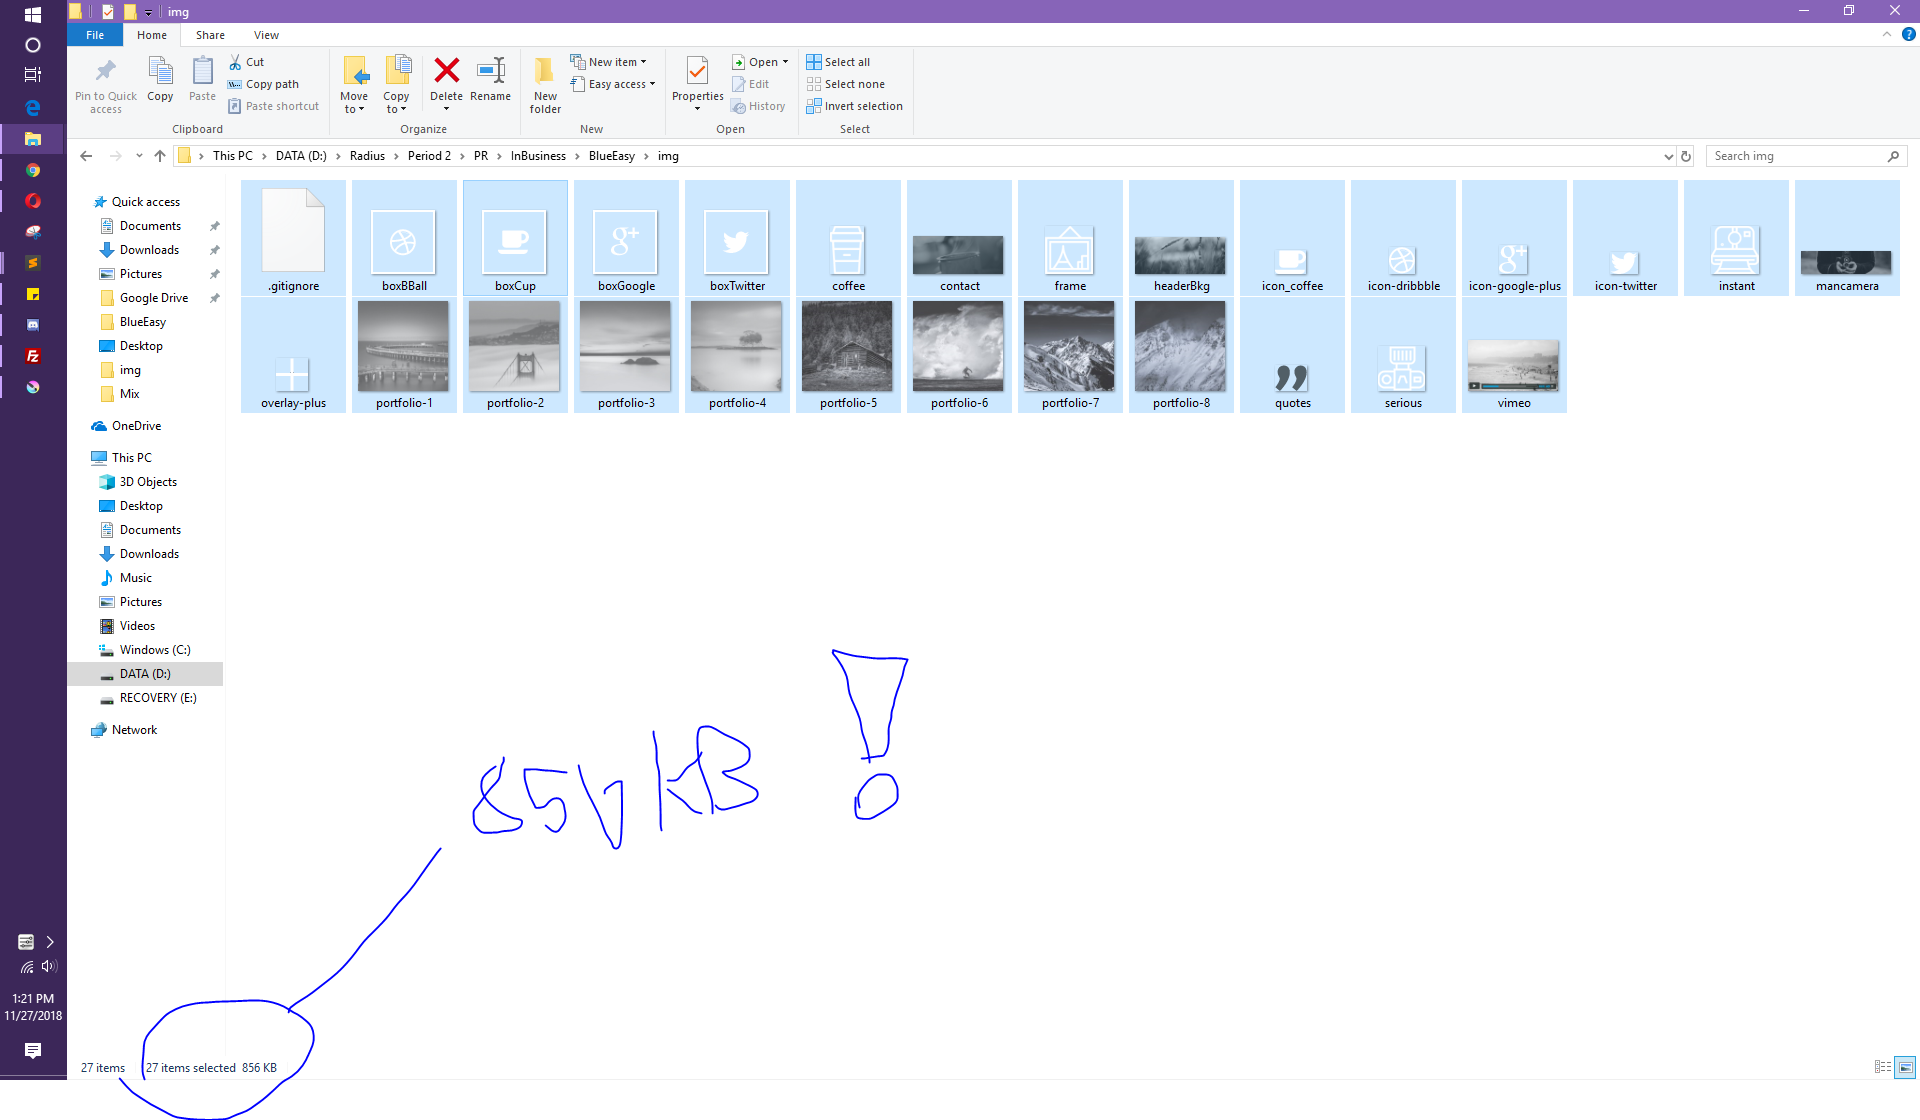 img
File Home Share View
Pin to Quick access
Copy
Paste
Cut
Copy path
Paste shortcut
Clipboard
Move to
Copy to
Delete
Rename
Organize
New folder
New item
Easy access
New
Properties
Open
Edit
History
Open
Select all
Select none
Invert selection
Select
This PC > DATA (D:) > Radius > Period 2 > PR > InBusiness > BlueEasy > img
Search img
Quick access
Documents
Downloads
Pictures
Google Drive
BlueEasy
Desktop
img
Mix
OneDrive
This PC
3D Objects
Desktop
Documents
Downloads
Music
Pictures
Videos
Windows (C:)
DATA (D:)
RECOVERY (E:)
Network
.gitignore boxBBall boxCup boxGoogle boxTwitter coffee contact frame headerBkg icon_coffee icon-dribbble icon-google-plus icon-twitter instant mancamera
overlay-plus portfolio-1 portfolio-2 portfolio-3 portfolio-4 portfolio-5 portfolio-6 portfolio-7 portfolio-8 quotes serious vimeo
856 KB !
1:21 PM
11/27/2018
27 items 27 items selected 856 KB